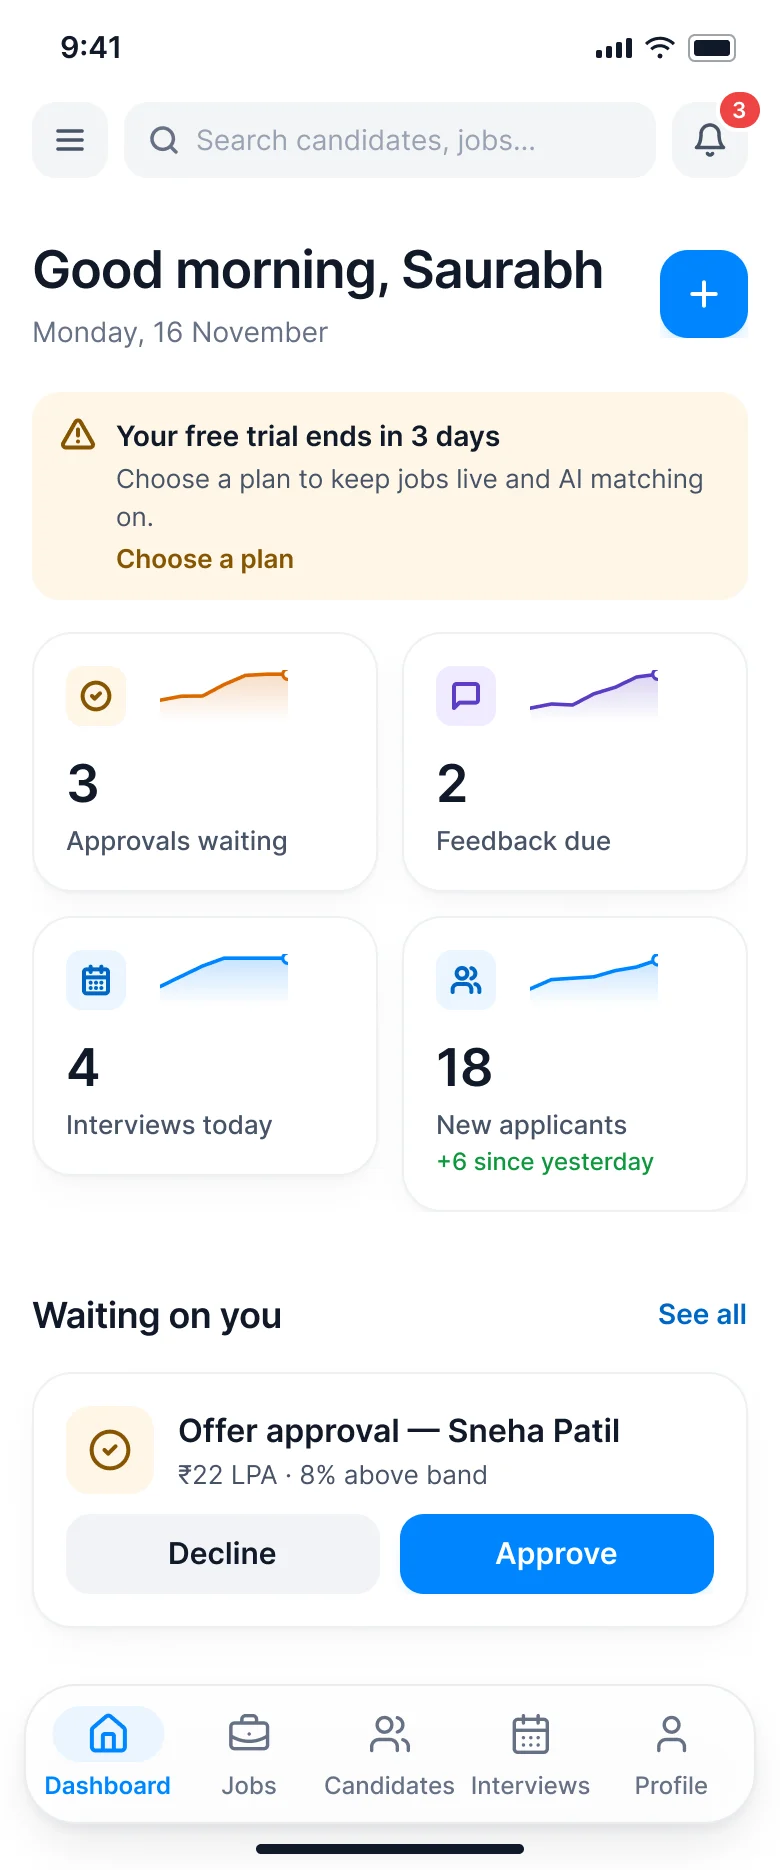 9:41
Search candidates, jobs...
3
Good morning, Saurabh
Monday, 16 November
Your free trial ends in 3 days
Choose a plan to keep jobs live and AI matching
on.
Choose a plan
3
Approvals waiting
2
Feedback due
4
Interviews today
18
New applicants
+6 since yesterday
Waiting on you
See all
Offer approval — Sneha Patil
₹22 LPA · 8% above band
Decline
Approve
Dashboard
Jobs
Candidates
Interviews
Profile